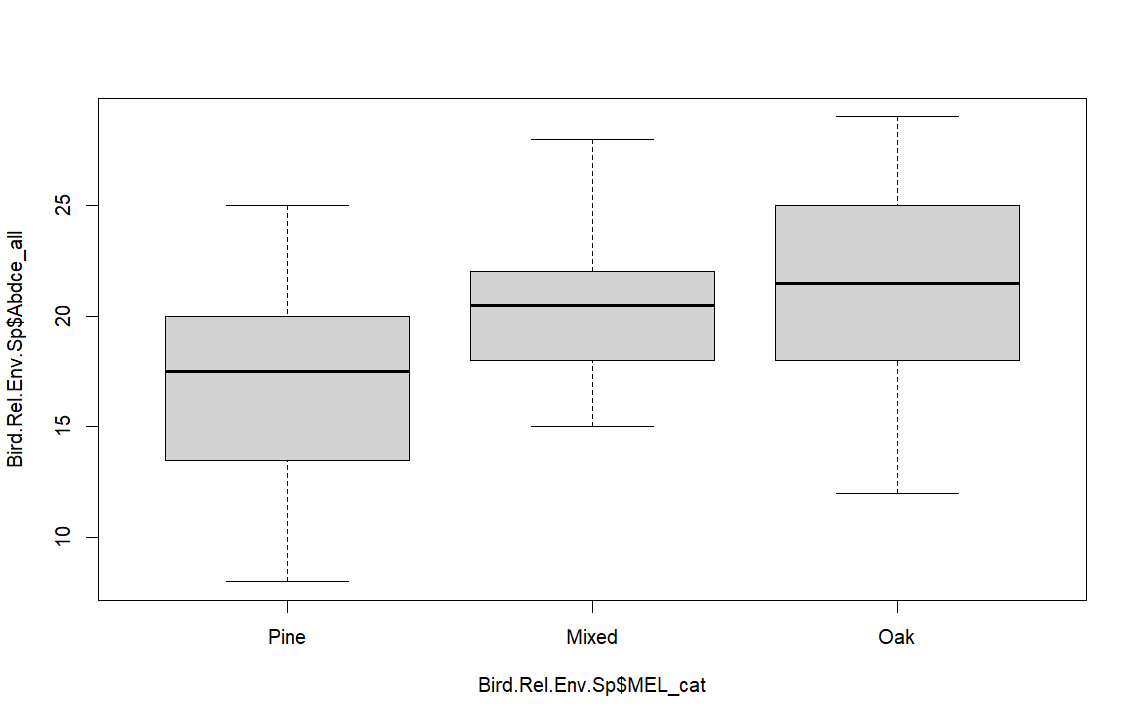 Bird.Rel.Env.Sp$Abdce_all
25
20
15
10
Pine Mixed Oak
Bird.Rel.Env.Sp$MEL_cat